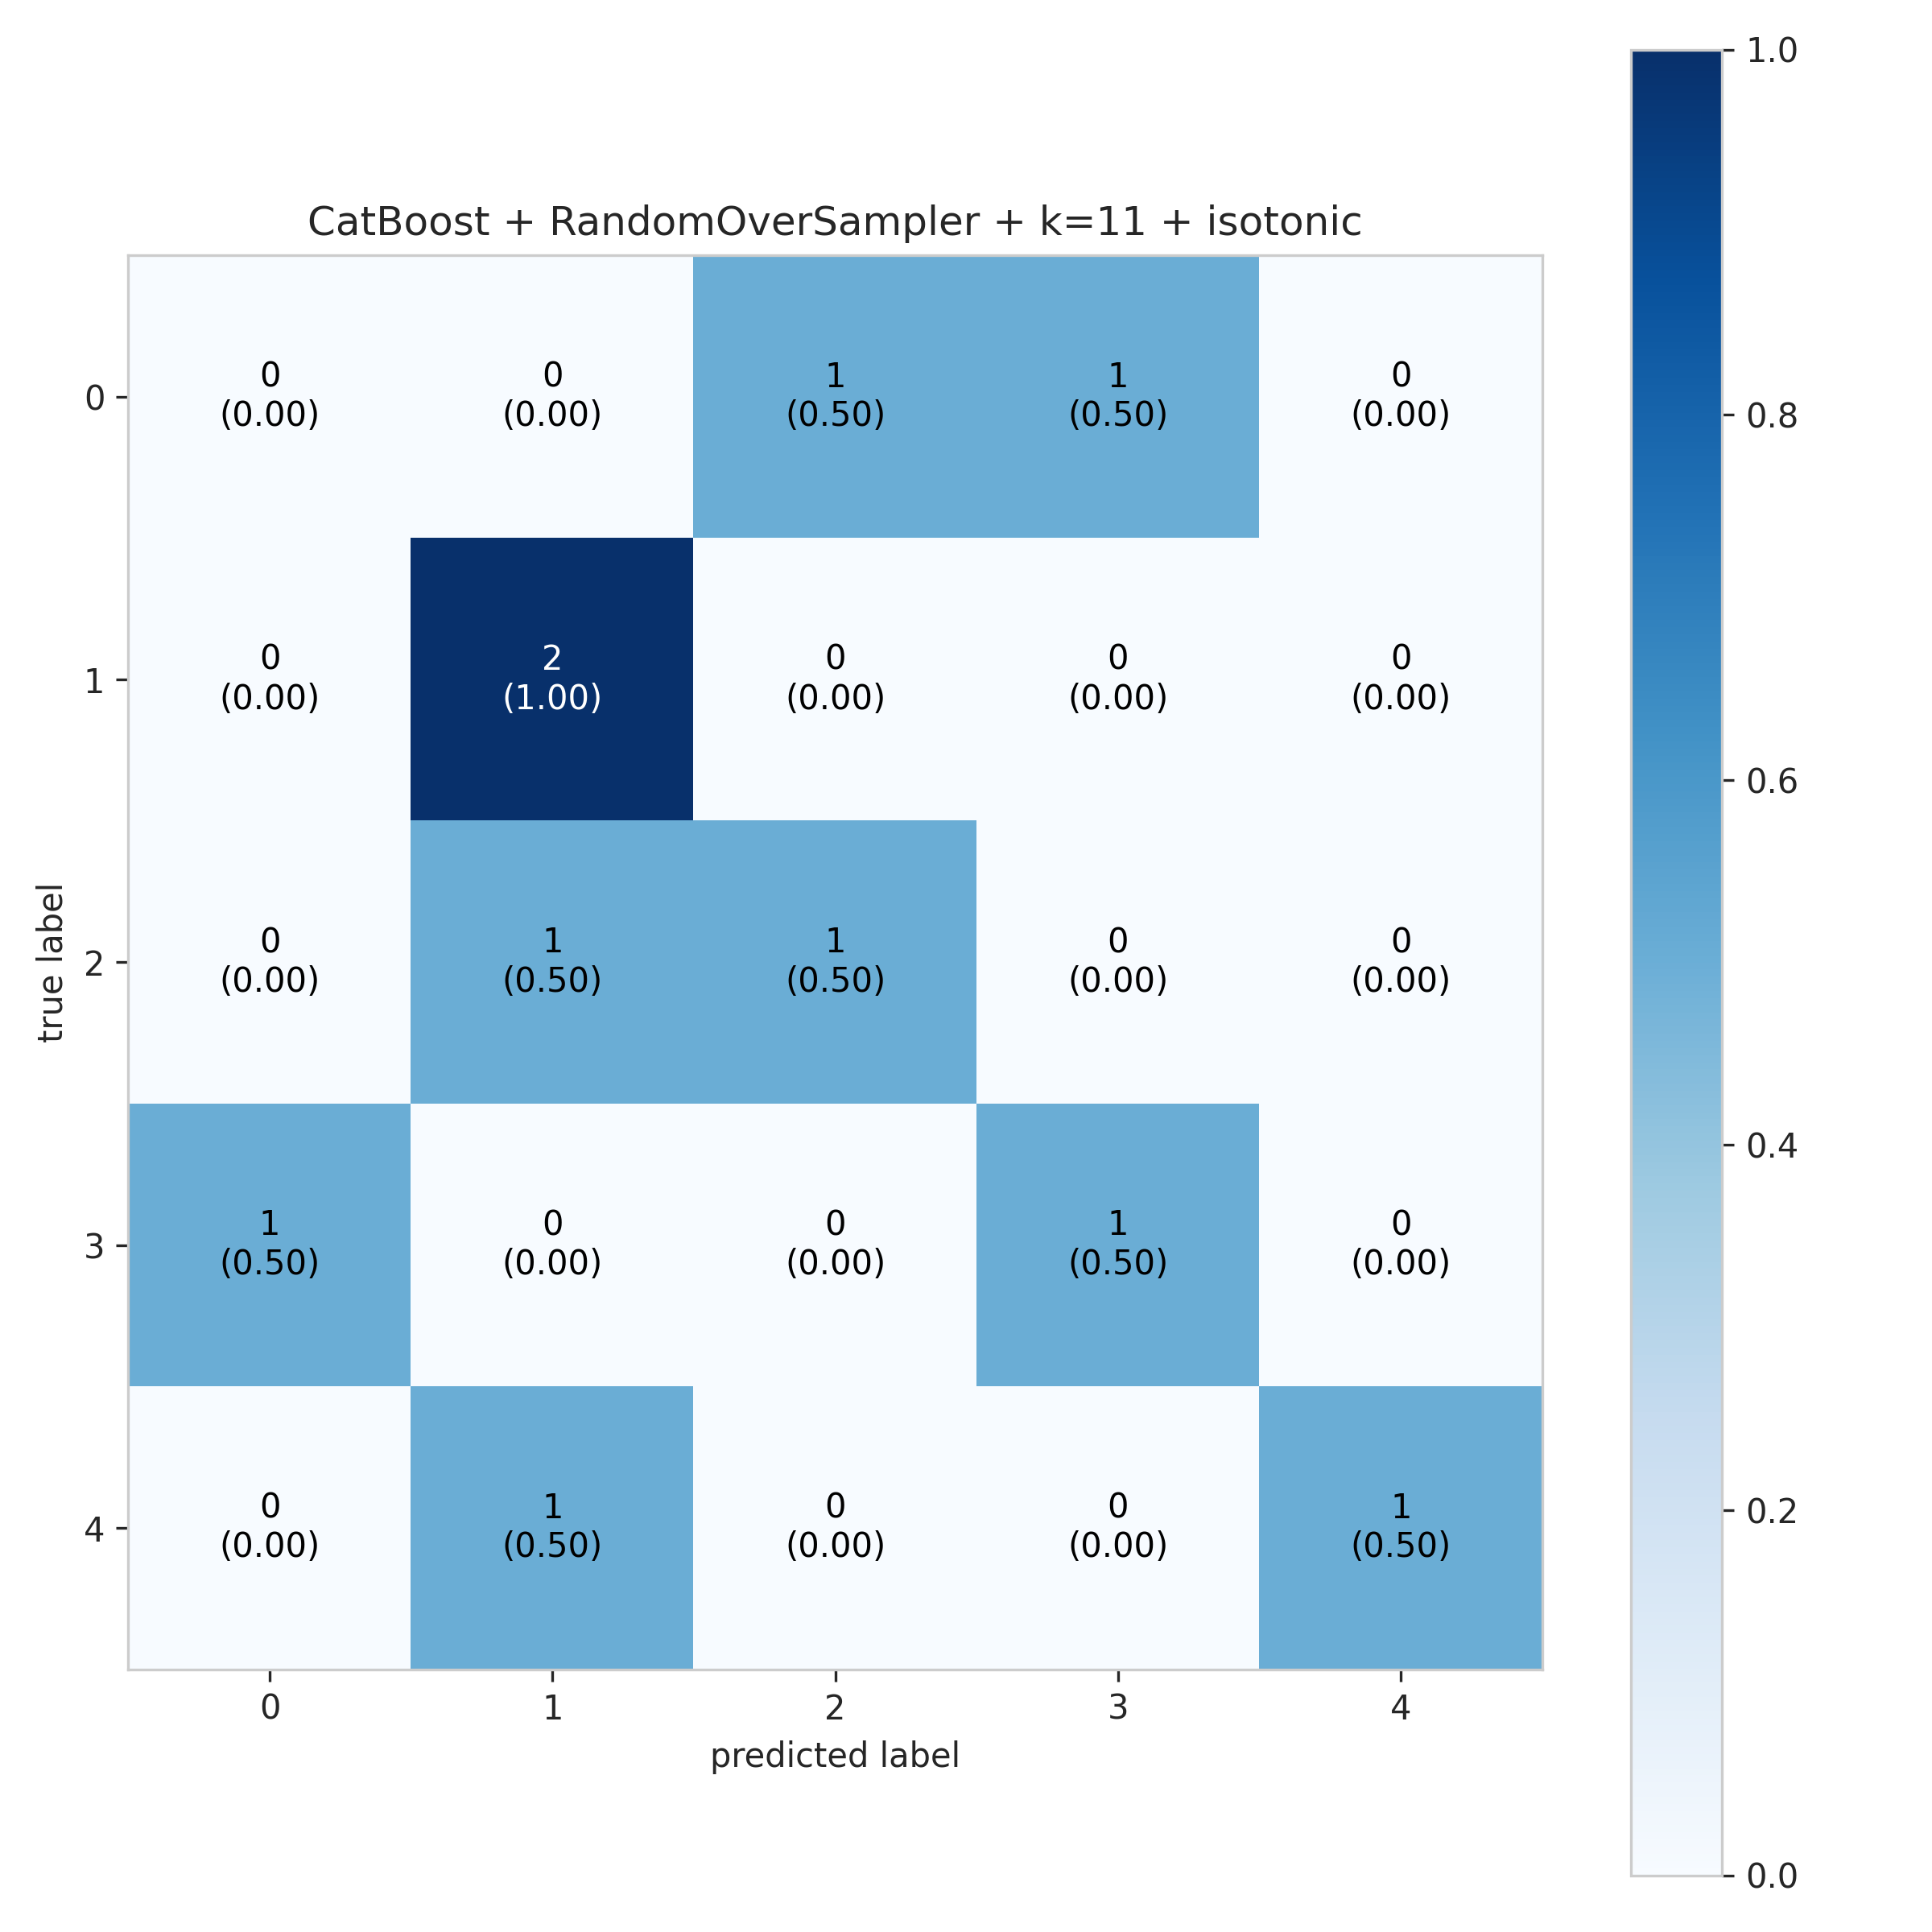 CatBoost + RandomOverSampler + k=11 + isotonic
1.0
0.8
0.6
0.4
0.2
0.0
true label
0
0 0 1 1 0
(0.00) (0.00) (0.50) (0.50) (0.00)
1
0 2 0 0 0
(0.00) (1.00) (0.00) (0.00) (0.00)
2
0 1 1 0 0
(0.00) (0.50) (0.50) (0.00) (0.00)
3
1 0 0 1 0
(0.50) (0.00) (0.00) (0.50) (0.00)
4
0 1 0 0 1
(0.00) (0.50) (0.00) (0.00) (0.50)
0 1 2 3 4
predicted label